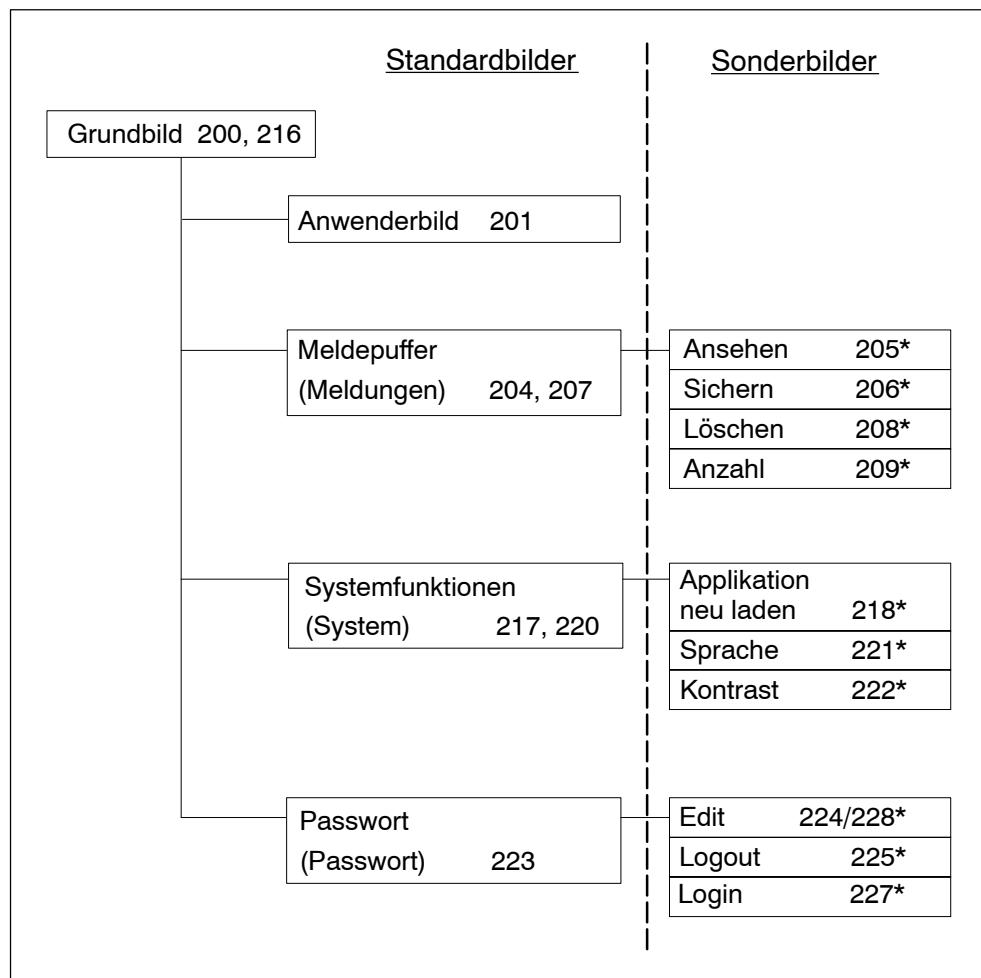 Standardbilder
Sonderbilder
Grundbild 200, 216
Anwenderbild 201
Meldepuffer
(Meldungen) 204, 207
Ansehen 205*
Sichern 206*
Löschen 208*
Anzahl 209*
Systemfunktionen
(System) 217, 220
Applikation
neu laden 218*
Sprache 221*
Kontrast 222*
Passwort
(Passwort) 223
Edit 224/228*
Logout 225*
Login 227*